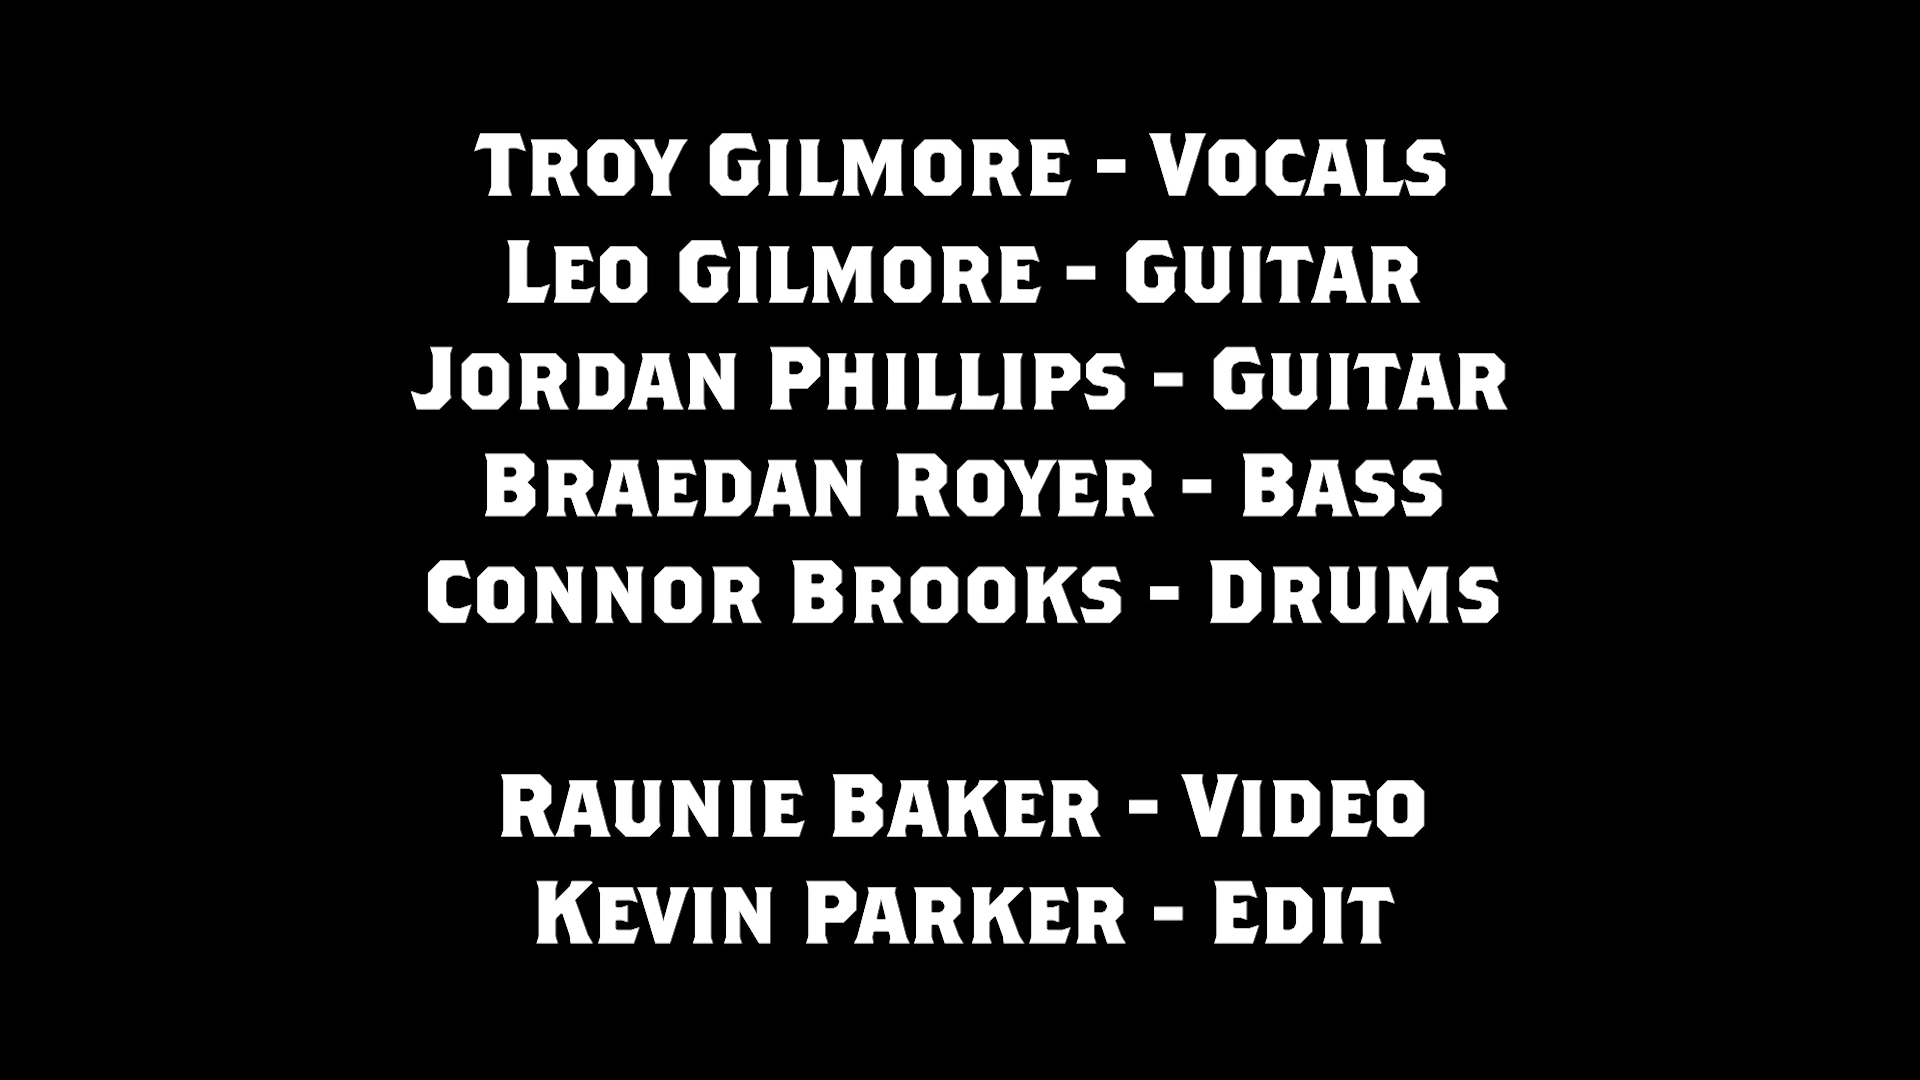 Troy Gilmore - Vocals
Leo Gilmore - Guitar
Jordan Phillips - Guitar
Braedan Royer - Bass
Connor Brooks - Drums
Raunie Baker - Video
Kevin Parker - Edit